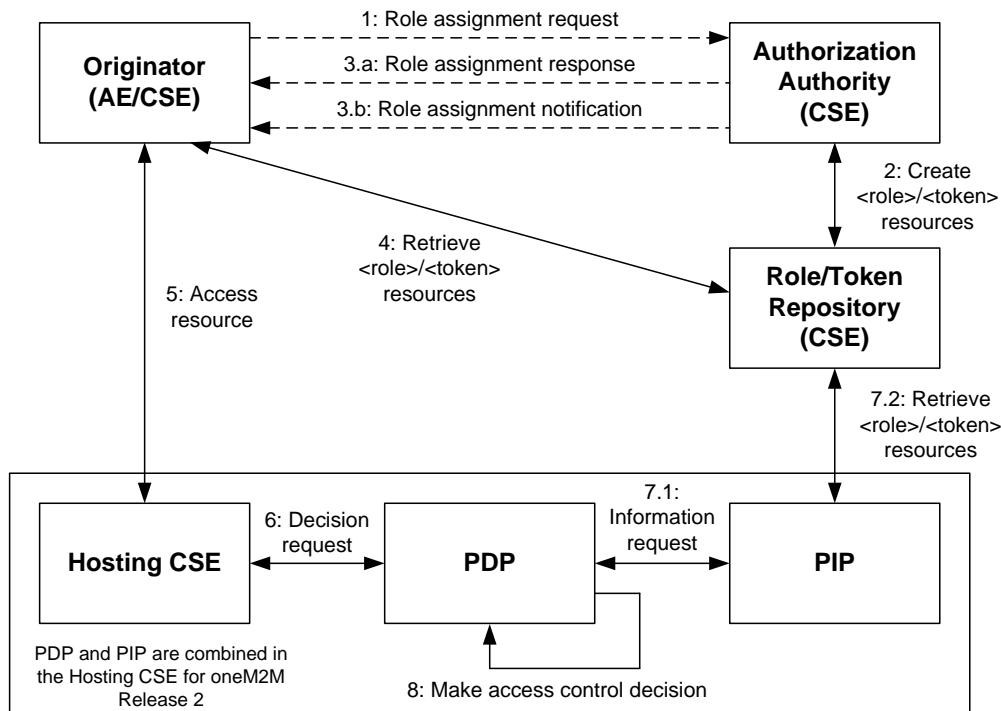 1: Role assignment request
Originator
(AE/CSE)
3.a: Role assignment response
3.b: Role assignment notification
Authorization
Authority
(CSE)
2: Create
<role>/<token>
resources
4: Retrieve
<role>/<token>
resources
5: Access
resource
Role/Token
Repository
(CSE)
7.2: Retrieve
<role>/<token>
resources
Hosting CSE
6: Decision
request
PDP
7.1:
Information
request
PIP
PDP and PIP are combined in
the Hosting CSE for oneM2M
Release 2
8: Make access control decision